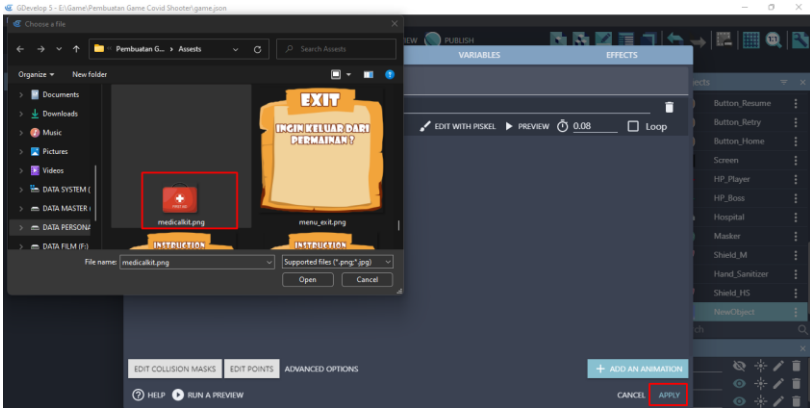 GDevelop 5 - E:\Game\Pembuatan Game Covid Shooter\game.json
Choose a file
Pembuatan G... > Assests
Search Assests
PUBLISH
Organize
New folder
VARIABLES
EFFECTS
Documents
Downloads
Music
Pictures
Videos
DATA SYSTEM (
DATA MASTER
DATA PERSONA
DATA FILM (F:)
FIRST AID
medicalkit.png
EXIT
INGIN KELUAR DARI
PERMAINAN ?
menu_exit.png
INSTRUCTION
INSTRUCTION
File name: medicalkit.png
Supported files (*.png;*.jpg)
Open
Cancel
EDIT WITH PISKEL
PREVIEW
0.08
Loop
Button_Resume
Button_Retry
Button_Home
Screen
HP_Player
HP_Boss
Hospital
Masker
Shield_M
Hand_Sanitizer
Shield_HS
NewObject
EDIT COLLISION MASKS
EDIT POINTS
ADVANCED OPTIONS
+ ADD AN ANIMATION
HELP
RUN A PREVIEW
CANCEL
APPLY